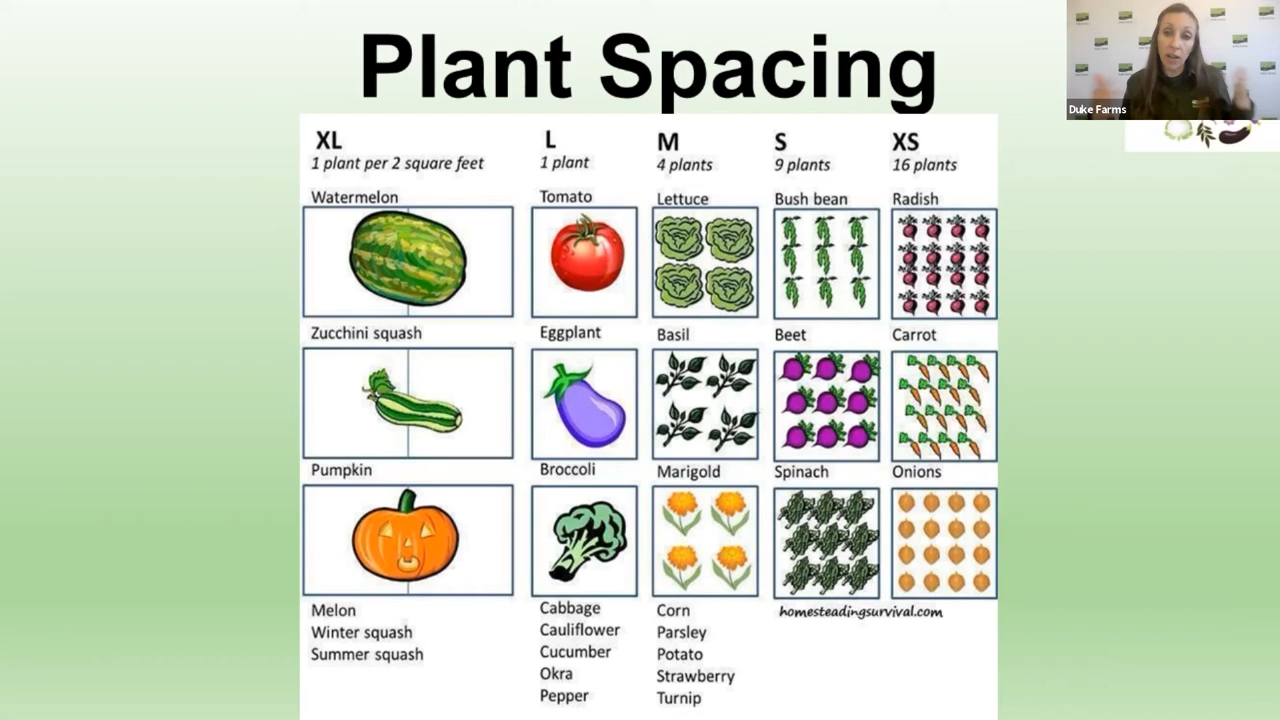 Plant Spacing
Duke Farms
XL
1 plant per 2 square feet
L
1 plant
M
4 plants
S
9 plants
XS
16 plants
Watermelon
Tomato
Lettuce
Bush bean
Radish
Zucchini squash
Eggplant
Basil
Beet
Carrot
Pumpkin
Broccoli
Marigold
Spinach
Onions
Melon
Winter squash
Summer squash
Cabbage
Cauliflower
Cucumber
Okra
Pepper
Corn
Parsley
Potato
Strawberry
Turnip
homesteadingsurvival.com